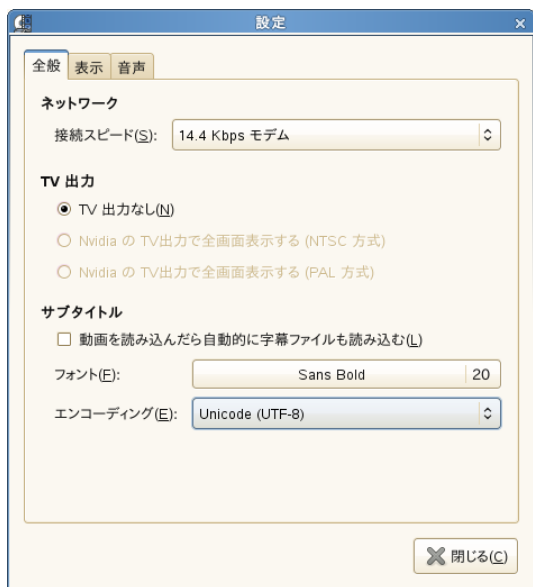 設定
全般 表示 音声
ネットワーク
接続スピード(S): 14.4 Kbps モデム
TV 出力
TV 出力なし(N)
Nvidia の TV出力で全画面表示する (NTSC 方式)
Nvidia の TV出力で全画面表示する (PAL 方式)
サブタイトル
動画を読み込んだら自動的に字幕ファイルも読み込む(L)
フォント(F): Sans Bold 20
エンコーディング(E): Unicode (UTF-8)
閉じる(C)